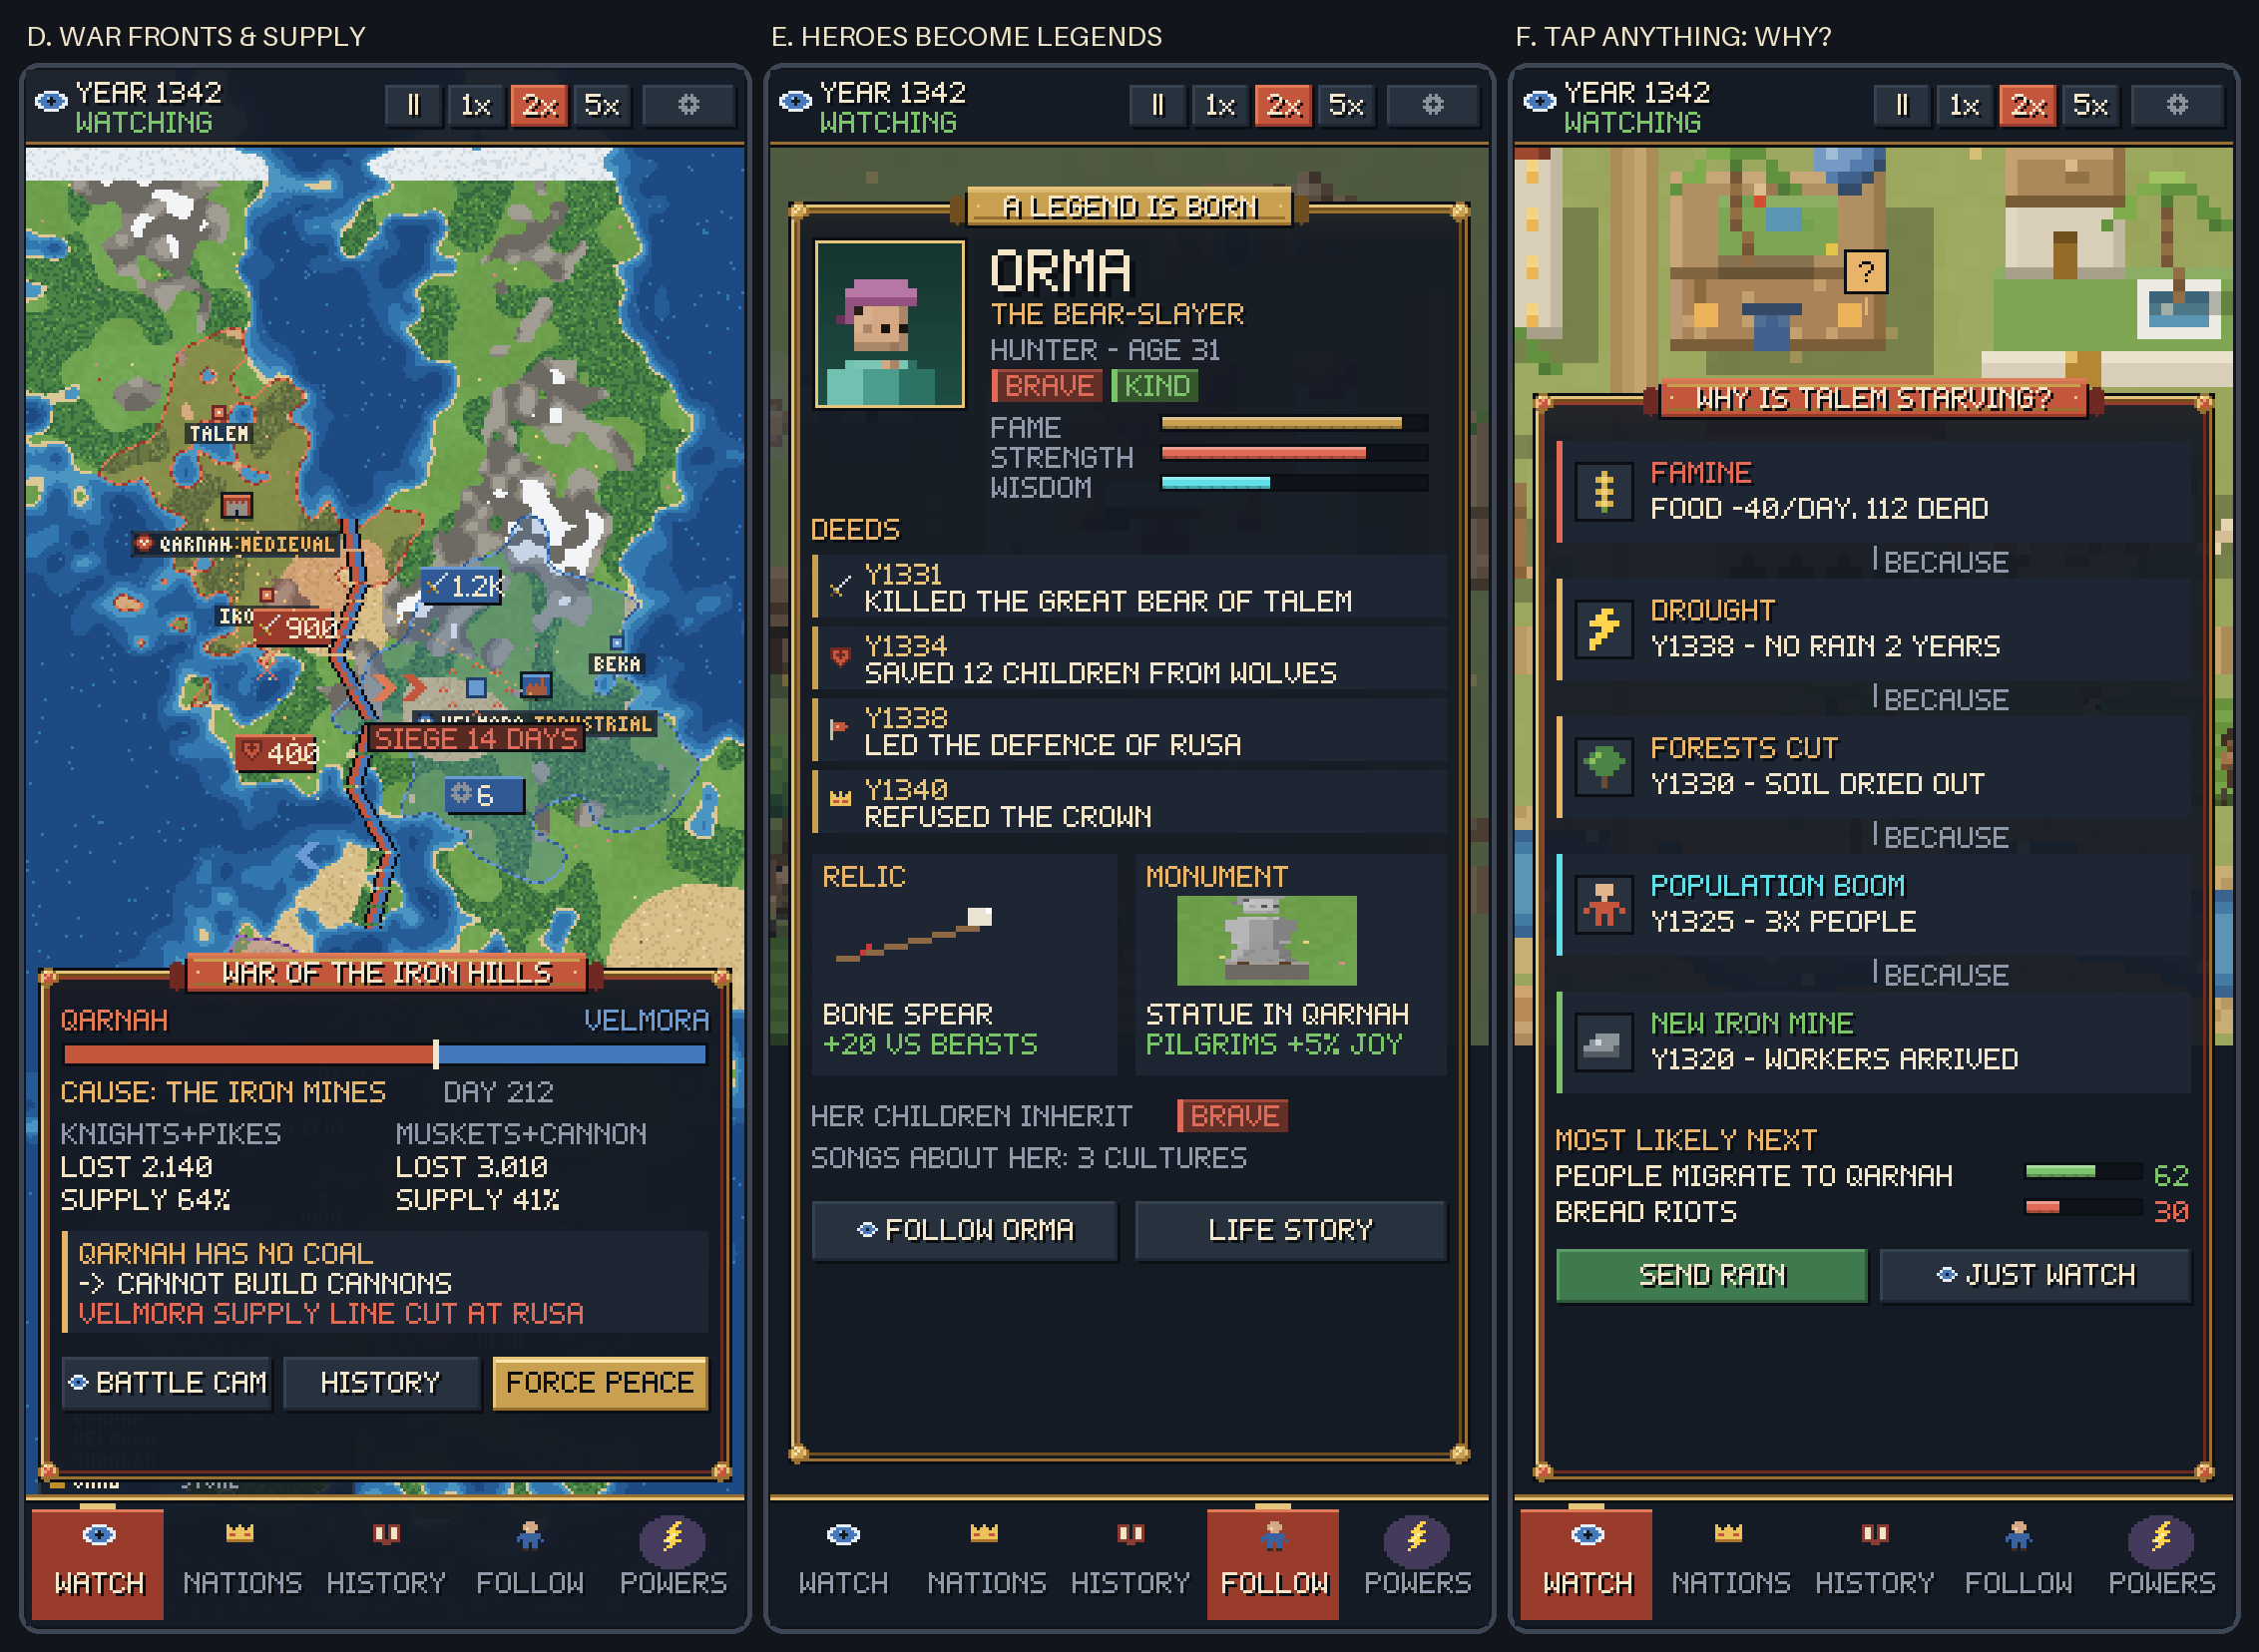 D. WAR FRONTS & SUPPLY
YEAR 1342
WATCHING
II 1x 2x 5x
TALEM
QARNAH: MEDIEVAL
1.2K
IRO
900
BEKA
VELMORA INDUSTRIAL
SIEGE 14 DAYS
400
6
WAR OF THE IRON HILLS
QARNAH VELMORA
CAUSE: THE IRON MINES DAY 212
KNIGHTS+PIKES MUSKETS+CANNON
LOST 2.140 LOST 3.010
SUPPLY 64% SUPPLY 41%
QARNAH HAS NO COAL
-> CANNOT BUILD CANNONS
VELMORA SUPPLY LINE CUT AT RUSA
BATTLE CAM HISTORY FORCE PEACE
WATCH NATIONS HISTORY FOLLOW POWERS
E. HEROES BECOME LEGENDS
YEAR 1342
WATCHING
II 1x 2x 5x
A LEGEND IS BORN
ORMA
THE BEAR-SLAYER
HUNTER - AGE 31
BRAVE KIND
FAME
STRENGTH
WISDOM
DEEDS
Y1331
KILLED THE GREAT BEAR OF TALEM
Y1334
SAVED 12 CHILDREN FROM WOLVES
Y1338
LED THE DEFENCE OF RUSA
Y1340
REFUSED THE CROWN
RELIC
BONE SPEAR
+20 VS BEASTS
MONUMENT
STATUE IN QARNAH
PILGRIMS +5% JOY
HER CHILDREN INHERIT BRAVE
SONGS ABOUT HER: 3 CULTURES
FOLLOW ORMA LIFE STORY
WATCH NATIONS HISTORY FOLLOW POWERS
F. TAP ANYTHING: WHY?
YEAR 1342
WATCHING
II 1x 2x 5x
?
WHY IS TALEM STARVING?
FAMINE
FOOD -40/DAY. 112 DEAD
BECAUSE
DROUGHT
Y1338 - NO RAIN 2 YEARS
BECAUSE
FORESTS CUT
Y1330 - SOIL DRIED OUT
BECAUSE
POPULATION BOOM
Y1325 - 3X PEOPLE
BECAUSE
NEW IRON MINE
Y1320 - WORKERS ARRIVED
MOST LIKELY NEXT
PEOPLE MIGRATE TO QARNAH 62
BREAD RIOTS 30
SEND RAIN JUST WATCH
WATCH NATIONS HISTORY FOLLOW POWERS